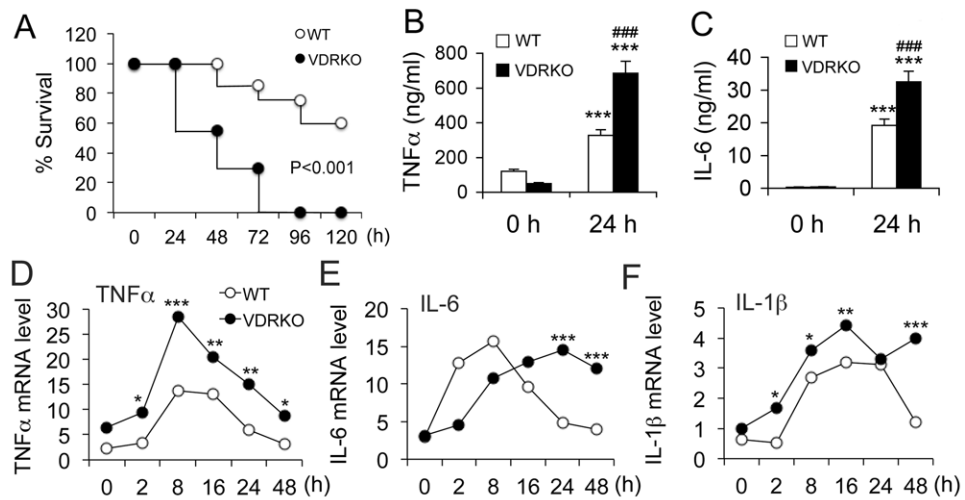 A
○ WT
● VDRKO
% Survival
120
100
80
60
40
20
0
P<0.001
0 24 48 72 96 120 (h)
B
WT
VDRKO
TNFα (ng/ml)
800
600
400
200
0
***
###
***
0 h 24 h
C
WT
VDRKO
IL-6 (ng/ml)
40
30
20
10
0
***
###
***
0 h 24 h
D
TNFα
WT
VDRKO
TNFα mRNA level
30
25
20
15
10
5
0
* *** ** ** *
0 2 8 16 24 48 (h)
E
IL-6
IL-6 mRNA level
20
15
10
5
0
*** ***
0 2 8 16 24 48 (h)
F
IL-1β
IL-1β mRNA level
5
4
3
2
1
0
* * ** ***
0 2 8 16 24 48 (h)